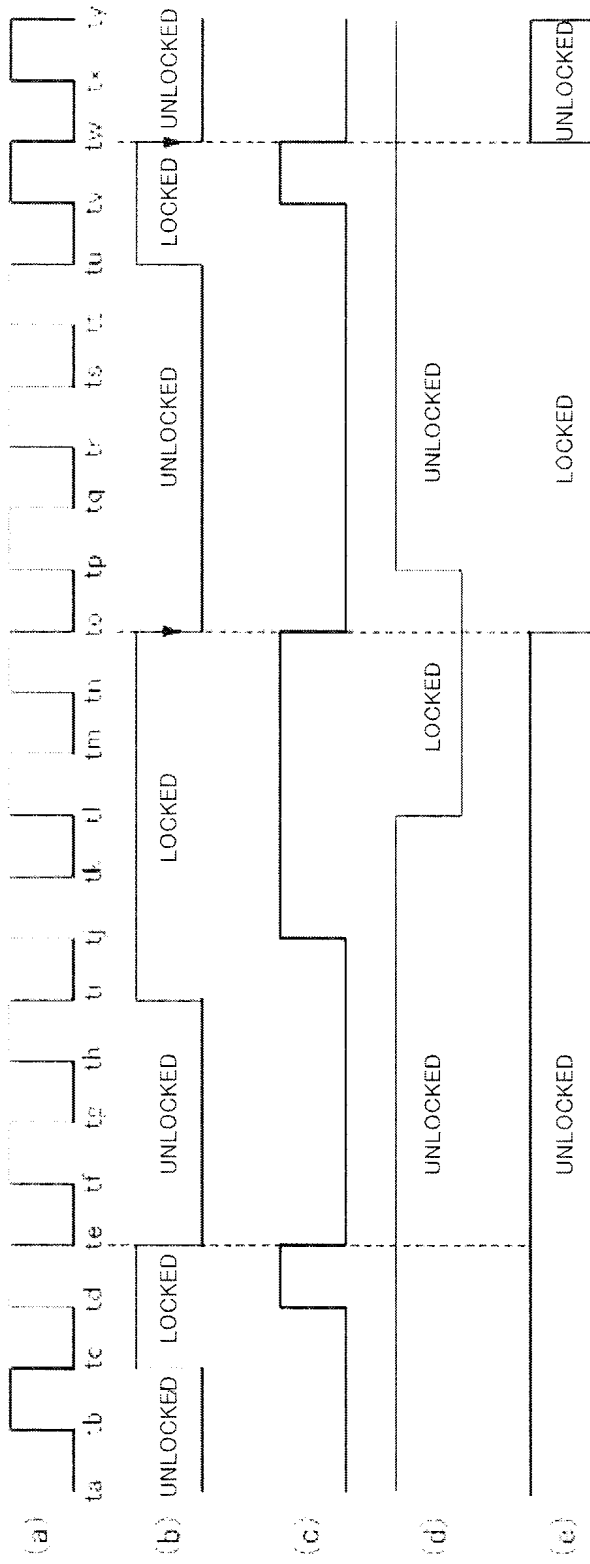 (a)
ta tb tc td te tf tg th ti tj tk tl tm tn to tp tq tr ts tt tu tv tw tx ty
(b)
UNLOCKED LOCKED UNLOCKED LOCKED UNLOCKED LOCKED UNLOCKED
(c)
(d)
UNLOCKED LOCKED UNLOCKED
(e)
UNLOCKED LOCKED UNLOCKED